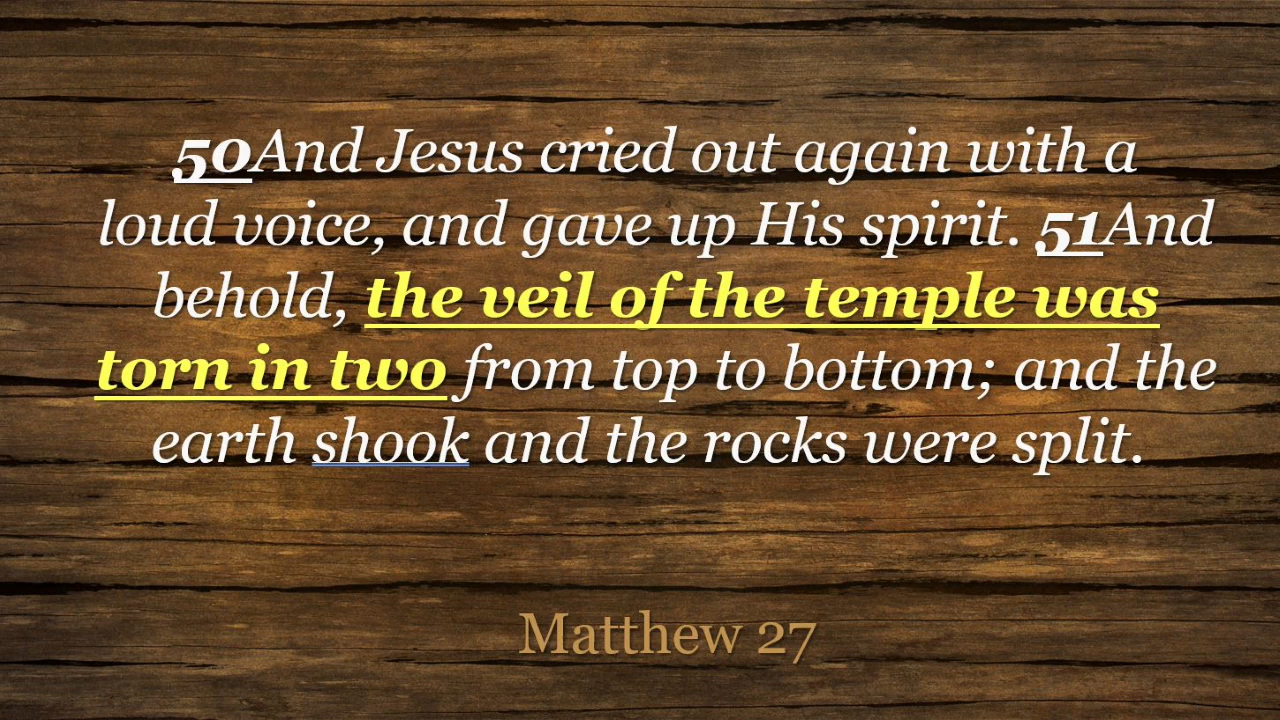 50And Jesus cried out again with a
loud voice, and gave up His spirit. 51And
behold, the veil of the temple was
torn in two from top to bottom; and the
earth shook and the rocks were split.
Matthew 27